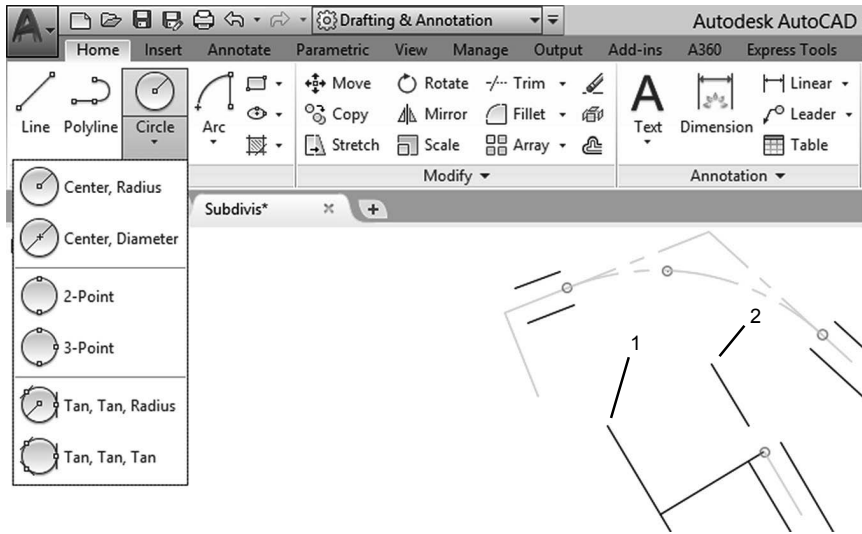 A Drafting & Annotation Autodesk AutoCAD
Home Insert Annotate Parametric View Manage Output Add-ins A360 Express Tools
Line Polyline Circle Arc
Move Rotate Trim
Copy Mirror Fillet
Stretch Scale Array
Modify
A Text Dimension
Linear
Leader
Table
Annotation
Center, Radius
Center, Diameter
2-Point
3-Point
Tan, Tan, Radius
Tan, Tan, Tan
Subdivis*
1
2